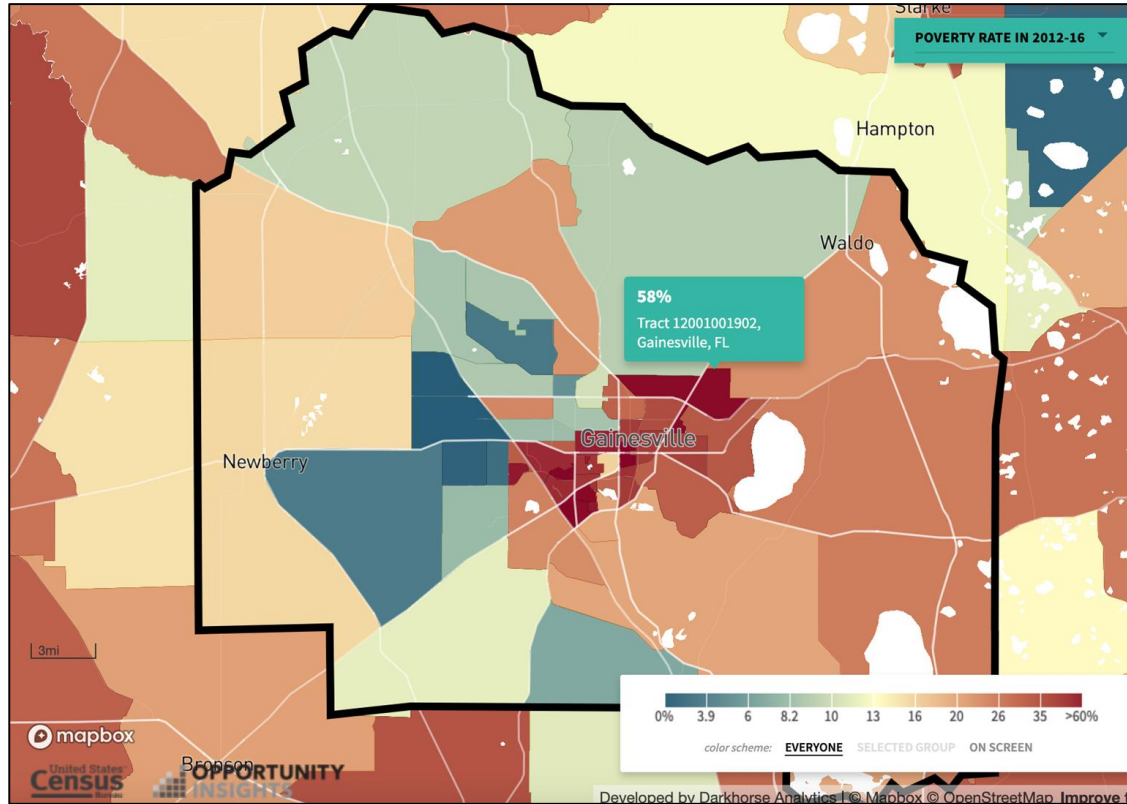 Starke
POVERTY RATE IN 2012-16
Hampton
Waldo
58%
Tract 12001001902,
Gainesville, FL
Gainesville
Newberry
3mi
0% 3.9 6 8.2 10 13 16 20 26 35 >60%
color scheme: EVERYONE SELECTED GROUP ON SCREEN
mapbox
Bronson
United States™
Census
Bureau
OPPORTUNITY
INSIGHTS
Developed by Darkhorse Analytics | © Mapbox © OpenStreetMap Improve t